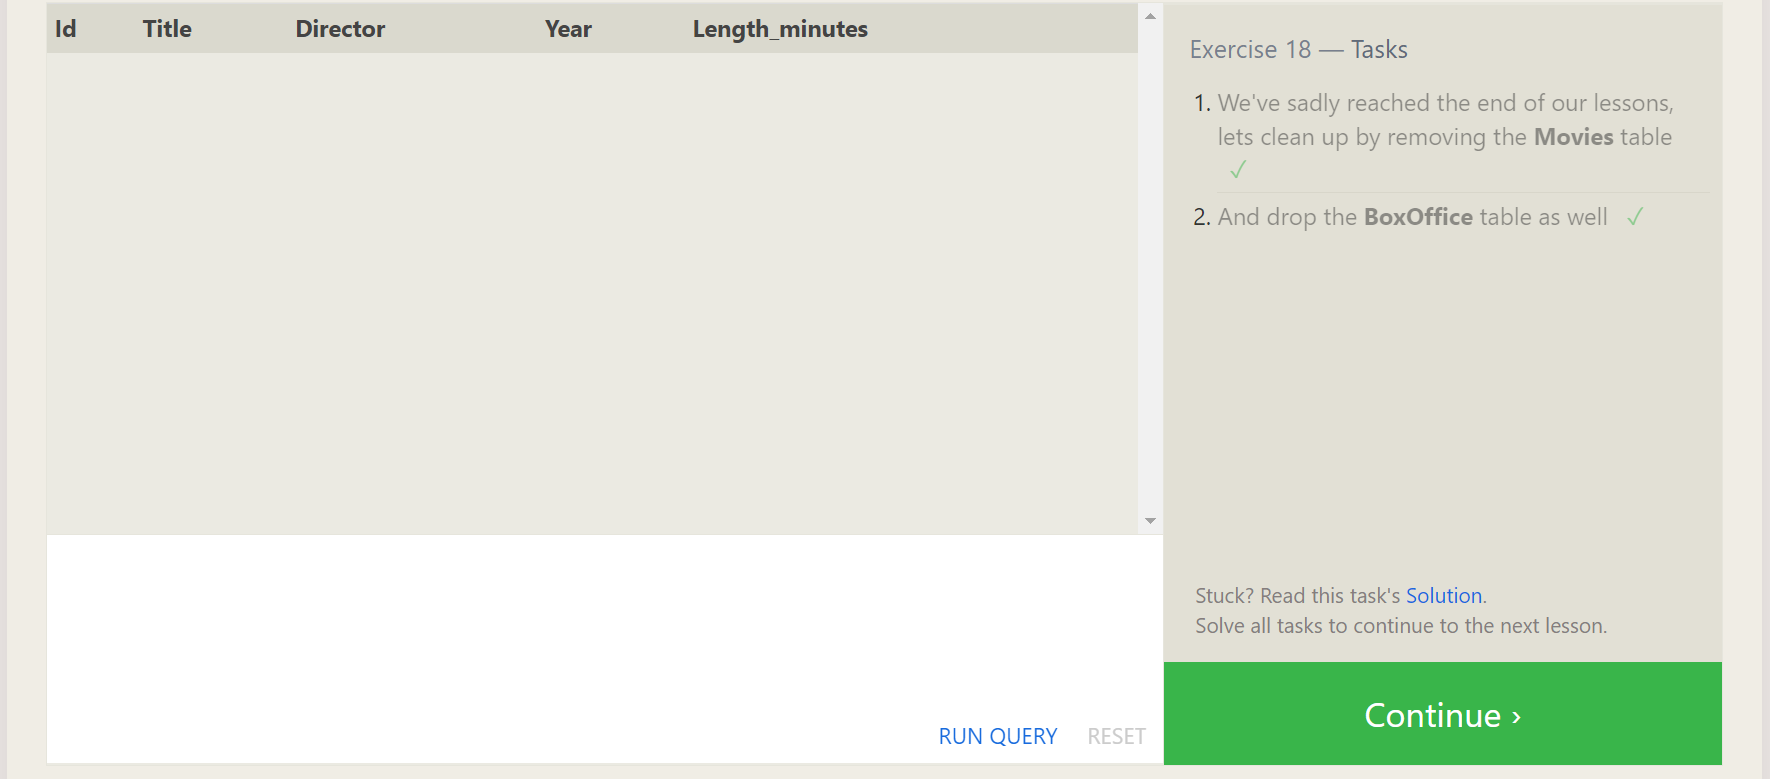 Id Title Director Year Length_minutes
Exercise 18 — Tasks
1. We've sadly reached the end of our lessons,
lets clean up by removing the Movies table
✓
2. And drop the BoxOffice table as well ✓
Stuck? Read this task's Solution.
Solve all tasks to continue to the next lesson.
RUN QUERY RESET
Continue ›